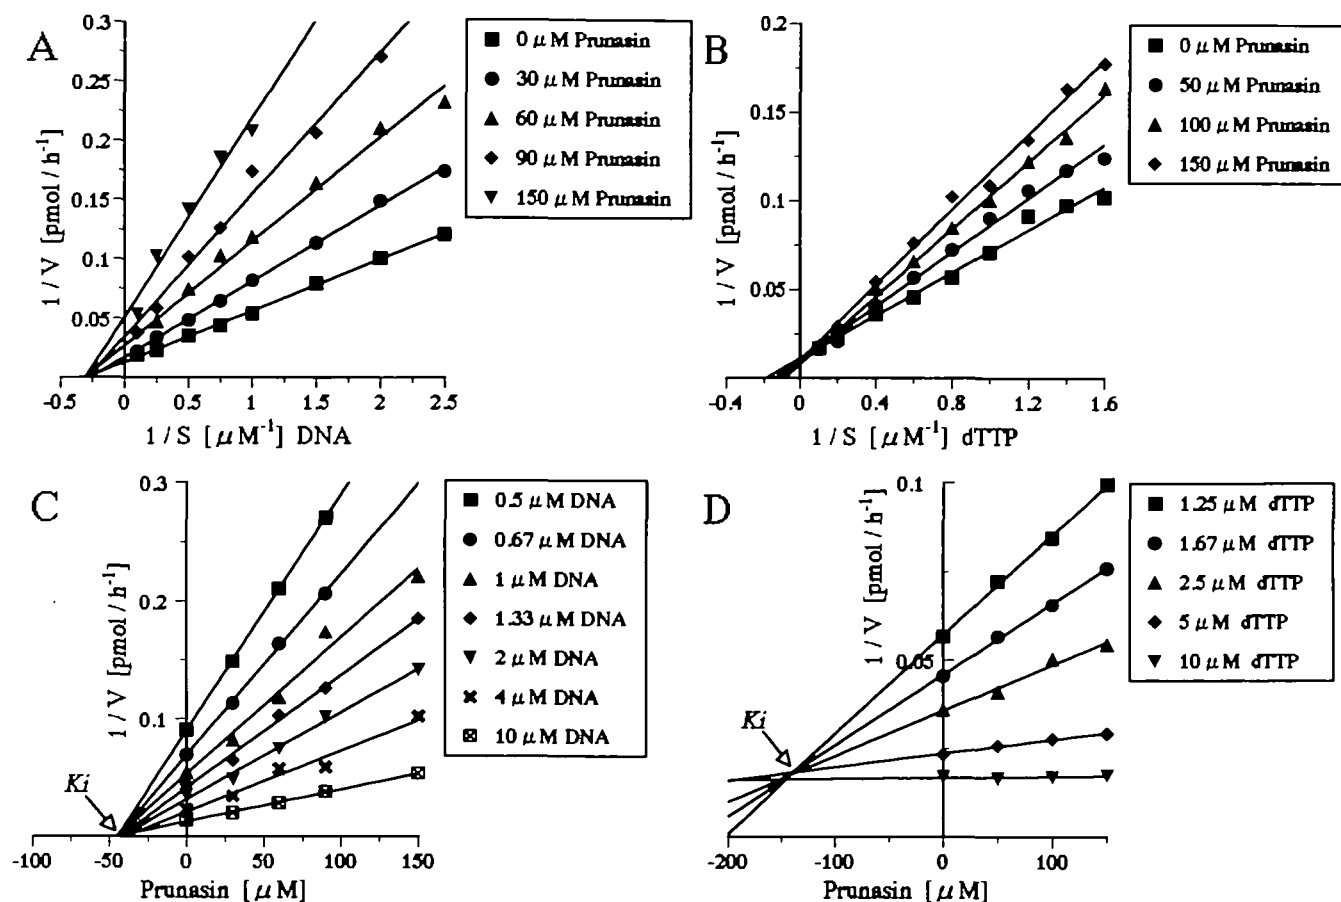 A
0.3
0.25
0.2
0.15
0.1
0.05
1 / V [pmol / h⁻¹]
-0.5 0 0.5 1 1.5 2 2.5
1 / S [μM⁻¹] DNA
0 μM Prunasin
30 μM Prunasin
60 μM Prunasin
90 μM Prunasin
150 μM Prunasin
B
0.2
0.15
0.1
0.05
1 / V [pmol / h⁻¹]
-0.4 0 0.4 0.8 1.2 1.6
1 / S [μM⁻¹] dTTP
0 μM Prunasin
50 μM Prunasin
100 μM Prunasin
150 μM Prunasin
C
0.3
0.2
0.1
1 / V [pmol / h⁻¹]
Ki
-100 -50 0 50 100 150
Prunasin [μM]
0.5 μM DNA
0.67 μM DNA
1 μM DNA
1.33 μM DNA
2 μM DNA
4 μM DNA
10 μM DNA
D
0.1
0.05
1 / V [pmol / h⁻¹]
Ki
-200 -100 0 100
Prunasin [μM]
1.25 μM dTTP
1.67 μM dTTP
2.5 μM dTTP
5 μM dTTP
10 μM dTTP